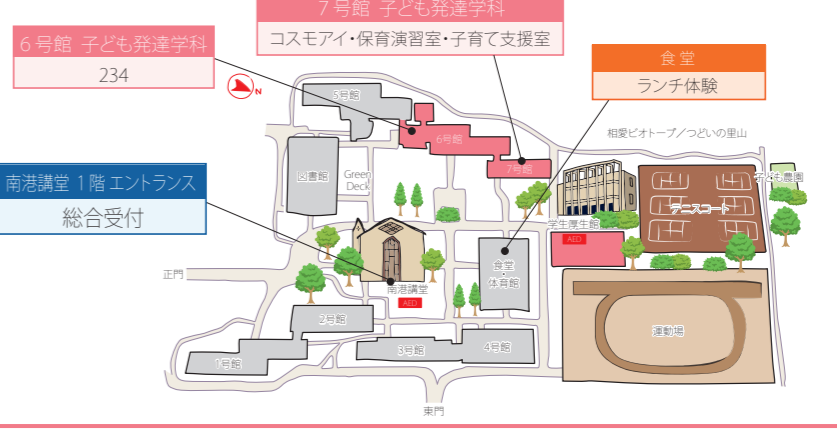 7号館 子ども発達学科
コスモアイ・保育演習室・子育て支援室
6号館 子ども発達学科
234
食堂
ランチ体験
N
5号館
6号館
7号館
相愛ビオトープ／つどいの里山
図書館
Green
Deck
子ども農園
南港講堂 1階 エントランス
総合受付
テニスコート
学生厚生館
AED
正門
食堂
・
体育館
南港講堂
AED
2号館
運動場
1号館
3号館
4号館
東門